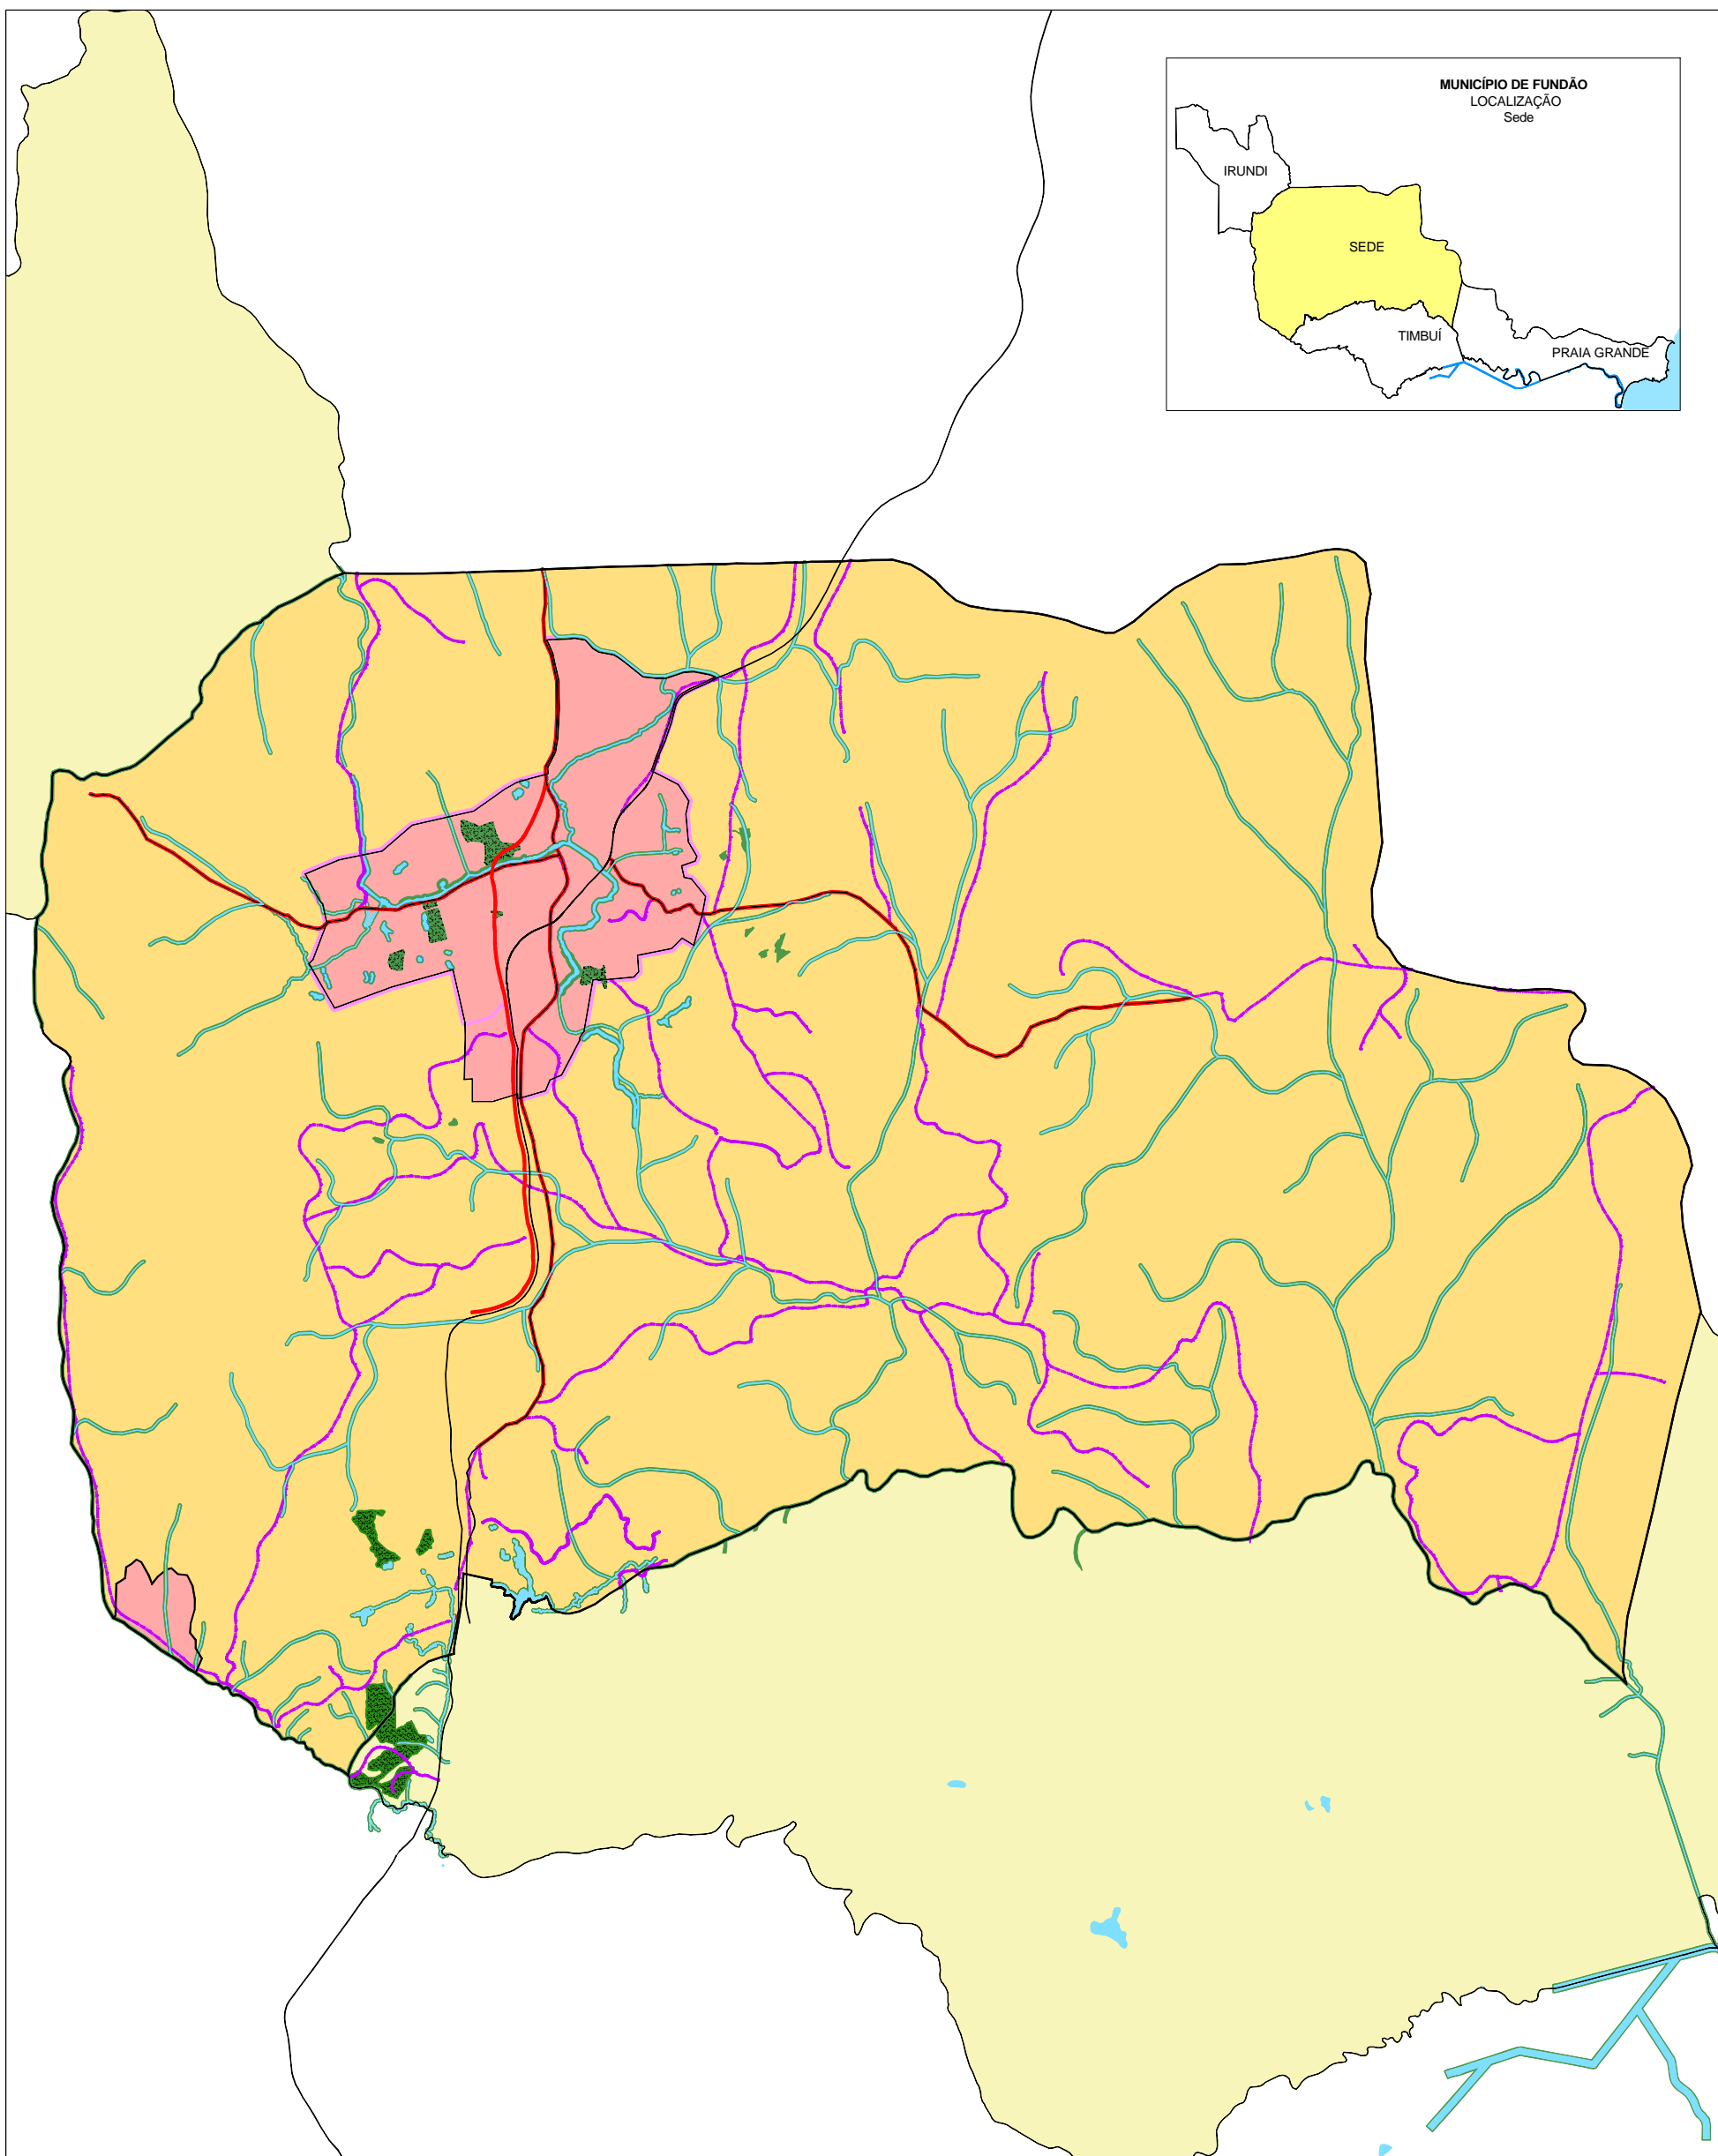 MUNICÍPIO DE FUNDÃO
LOCALIZAÇÃO
Sede
IRUNDI
SEDE
TIMBUÍ
PRAIA GRANDE